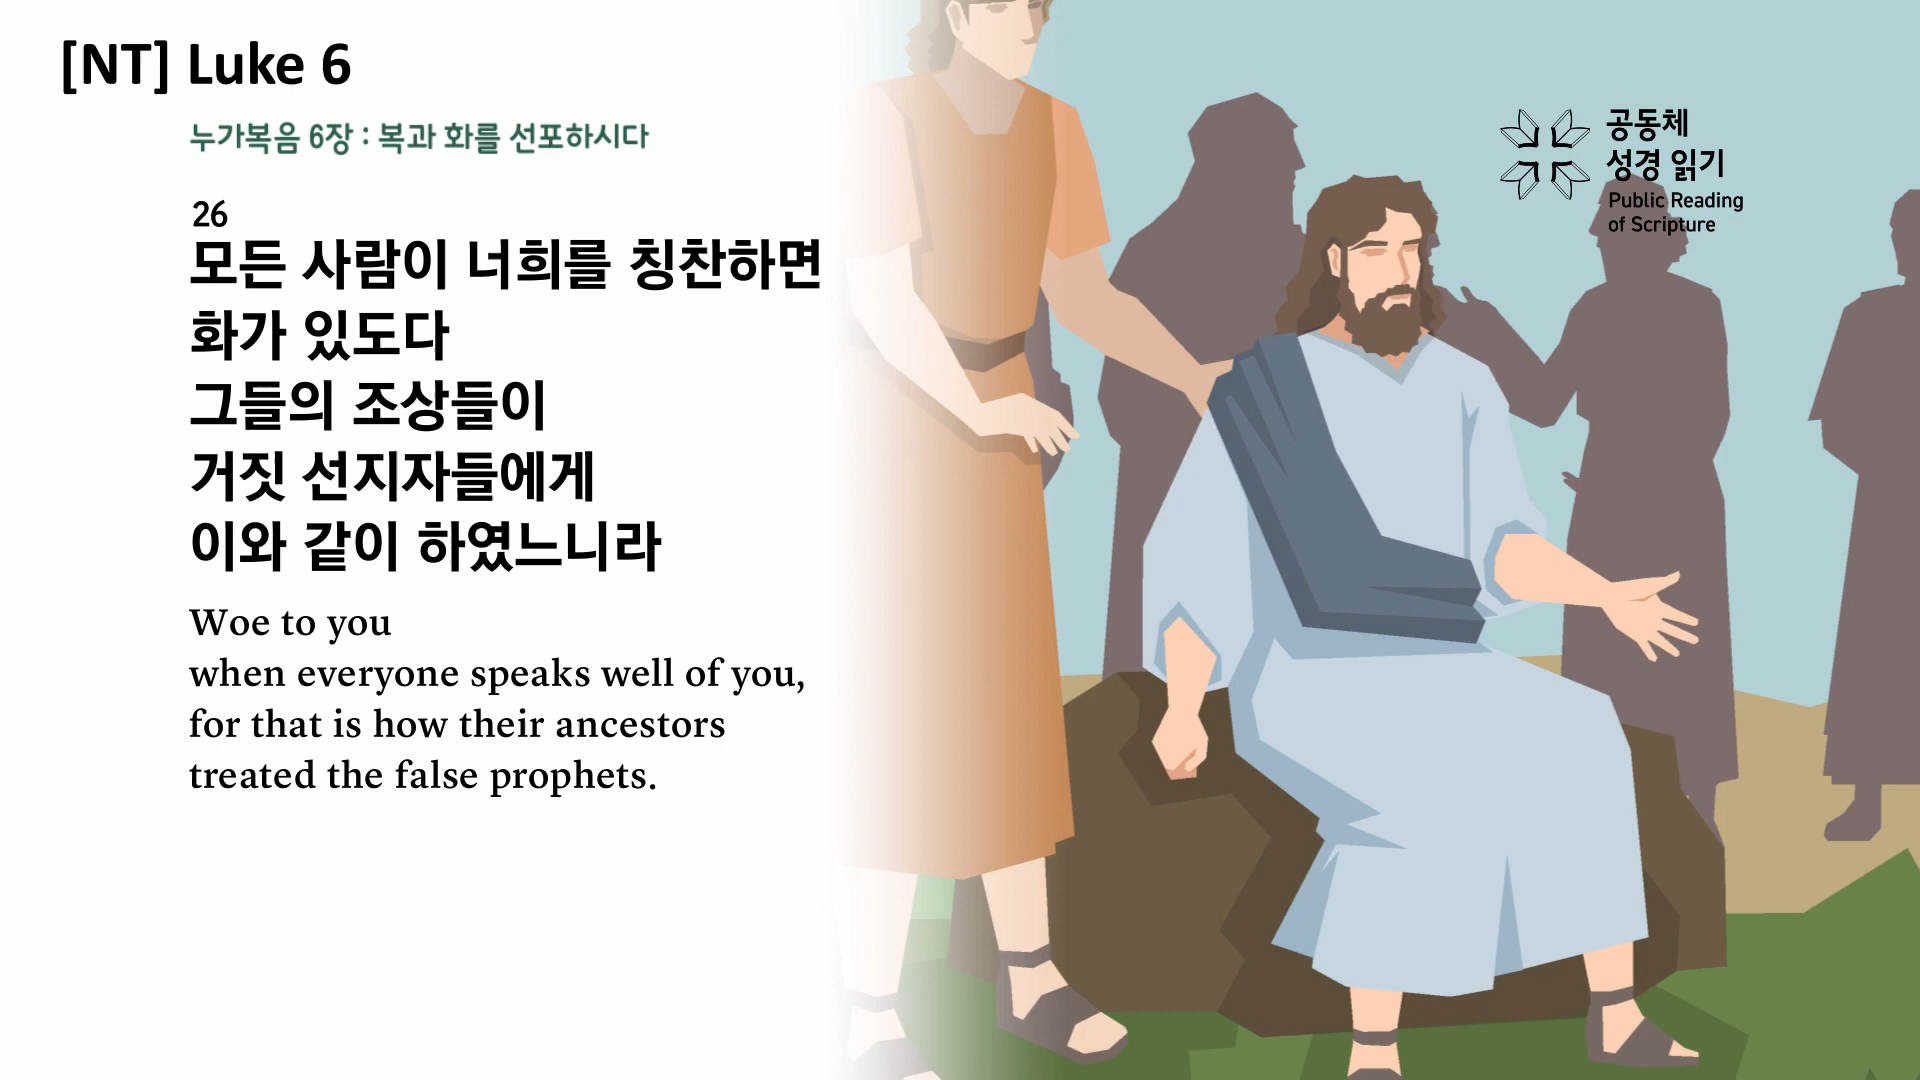 [NT] Luke 6
누가복음 6장 : 복과 화를 선포하시다
26
모든 사람이 너희를 칭찬하면
화가 있도다
그들의 조상들이
거짓 선지자들에게
이와 같이 하였느니라
Woe to you
when everyone speaks well of you,
for that is how their ancestors
treated the false prophets.
공동체
성경 읽기
Public Reading
of Scripture